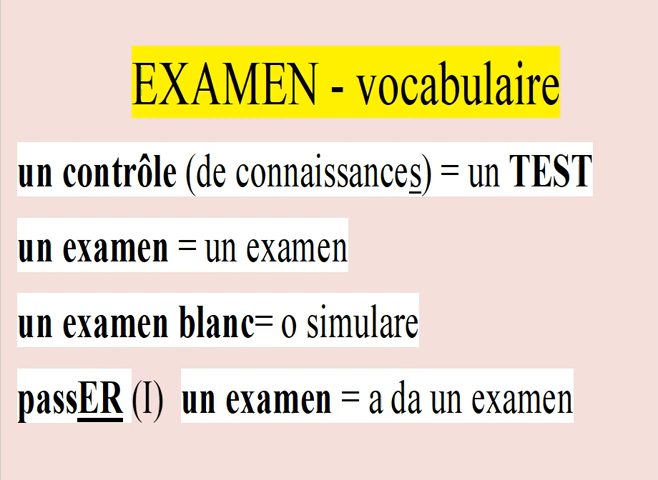 EXAMEN - vocabulaire
un contrôle (de connaissances) = un TEST
un examen = un examen
un examen blanc= o simulare
passER (I) un examen = a da un examen